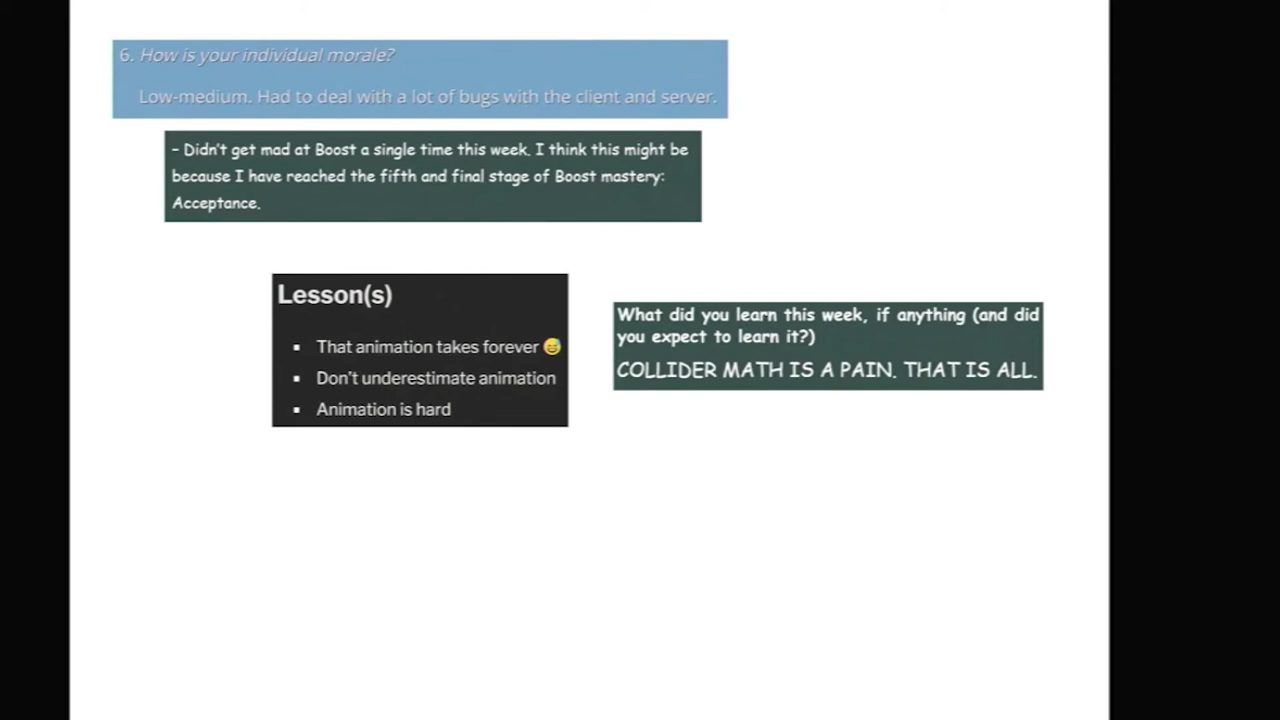 6. How is your individual morale?
Low-medium. Had to deal with a lot of bugs with the client and server.
– Didn't get mad at Boost a single time this week. I think this might be
because I have reached the fifth and final stage of Boost mastery:
Acceptance.
Lesson(s)
▪ That animation takes forever 😅
▪ Don't underestimate animation
▪ Animation is hard
What did you learn this week, if anything (and did
you expect to learn it?)
COLLIDER MATH IS A PAIN. THAT IS ALL.